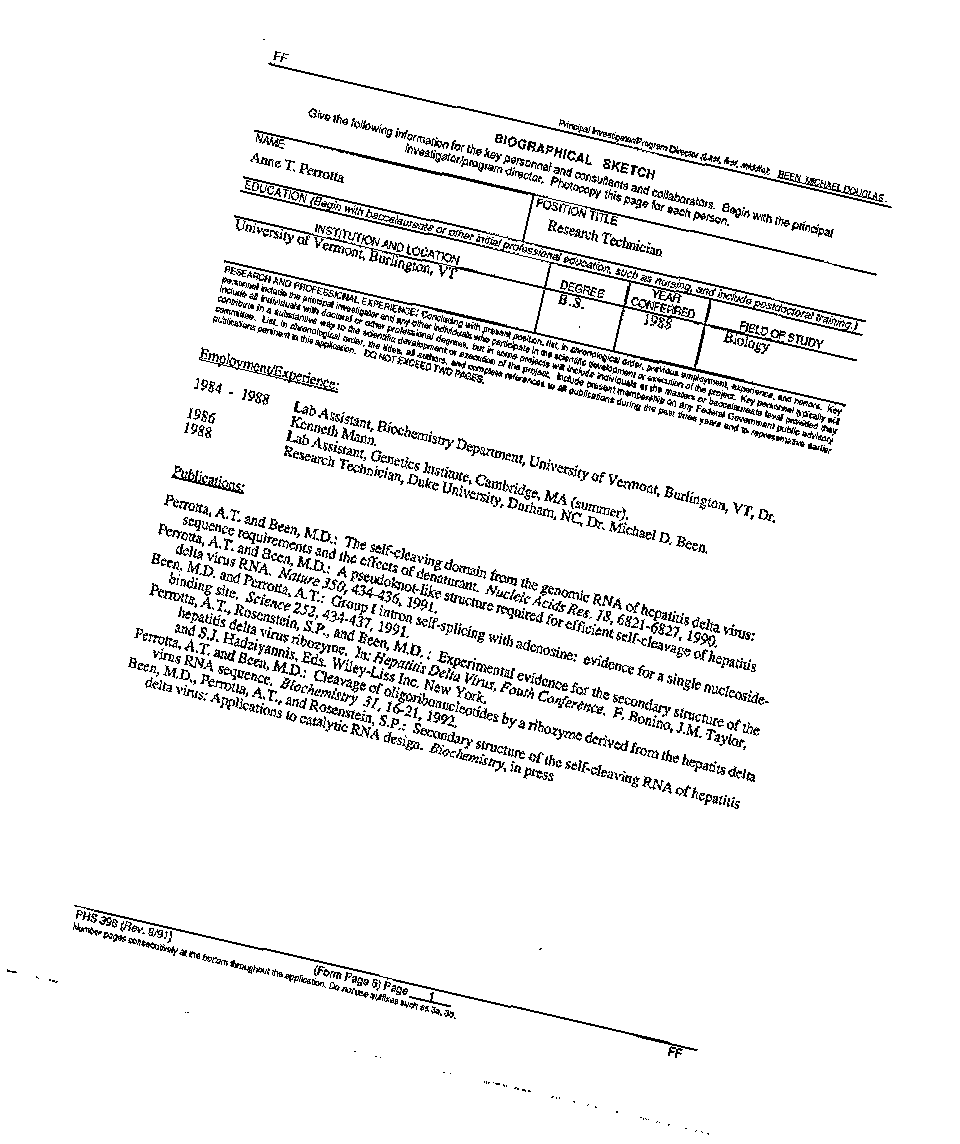 FF
Principal Investigator/Program Director (Last, first, middle): BEEN, MICHAEL DOUGLAS
BIOGRAPHICAL SKETCH
Give the following information for the key personnel and consultants and collaborators. Begin with the principal
investigator/program director. Photocopy this page for each person.
NAME
Anne T. Perrotta
POSITION TITLE
Research Technician
EDUCATION (Begin with baccalaureate or other initial professional education, such as nursing, and include postdoctoral training.)
INSTITUTION AND LOCATION
DEGREE
YEAR
CONFERRED
FIELD OF STUDY
University of Vermont, Burlington, VT
B.S.
1988
Biology
RESEARCH AND PROFESSIONAL EXPERIENCE: Concluding with present position, list, in chronological order, previous employment, experience, and honors. Key
personnel include the principal investigator and any other individuals who participate in the scientific development or execution of the project. Key personnel typically will
include all individuals with doctoral or other professional degrees, but in some projects will include individuals at the masters or baccalaureate level provided they
contribute in a substantive way to the scientific development or execution of the project. Include present membership on any Federal Government public advisory
committee. List, in chronological order, the titles, all authors, and complete references to all publications during the past three years and to representative earlier
publications pertinent to this application. DO NOT EXCEED TWO PAGES.
Employment/Experience:
1984 - 1988 Lab Assistant, Biochemistry Department, University of Vermont, Burlington, VT, Dr.
Kenneth Mann.
1986 Lab Assistant, Genetics Institute, Cambridge, MA (summer).
1988 Research Technician, Duke University, Durham, NC, Dr. Michael D. Been.
Publications:
Perrotta, A.T. and Been, M.D.: The self-cleaving domain from the genomic RNA of hepatitis delta virus:
sequence requirements and the effects of denaturant. Nucleic Acids Res. 18, 6821-6827, 1990.
Perrotta, A.T. and Been, M.D.: A pseudoknot-like structure required for efficient self-cleavage of hepatitis
delta virus RNA. Nature 350, 434-436, 1991.
Been, M.D. and Perrotta, A.T.: Group I intron self-splicing with adenosine: evidence for a single nucleoside-
binding site. Science 252, 434-437, 1991.
Perrotta, A.T., Rosenstein, S.P., and Been, M.D. : Experimental evidence for the secondary structure of the
hepatitis delta virus ribozyme. In: Hepatitis Delta Virus, Fouth Conference. F. Bonino, J.M. Taylor,
and S.J. Hadziyannis, Eds. Wiley-Liss Inc. New York.
Perrotta, A.T. and Been, M.D.: Cleavage of oligoribonucleotides by a ribozyme derived from the hepatits delta
virus RNA sequence. Biochemistry 31, 16-21, 1992.
Been, M.D., Perrotta, A.T., and Rosenstein, S.P.: Secondary structure of the self-cleaving RNA of hepatitis
delta virus: Applications to catalytic RNA design. Biochemistry, in press
PHS 398 (Rev. 9/91)
(Form Page 6) Page 1
Number pages consecutively at the bottom throughout the application. Do not use suffixes such as 3a, 3b.
FF